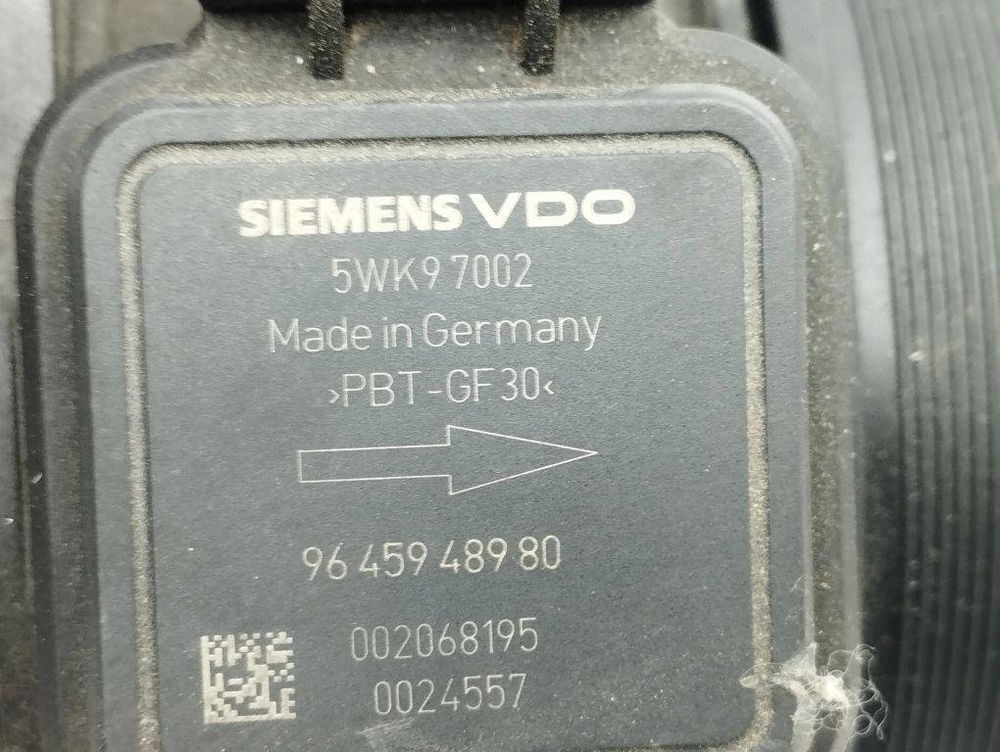 SIEMENS VDO
5WK9 7002
Made in Germany
>PBT-GF30<
96 459 489 80
002068195
0024557